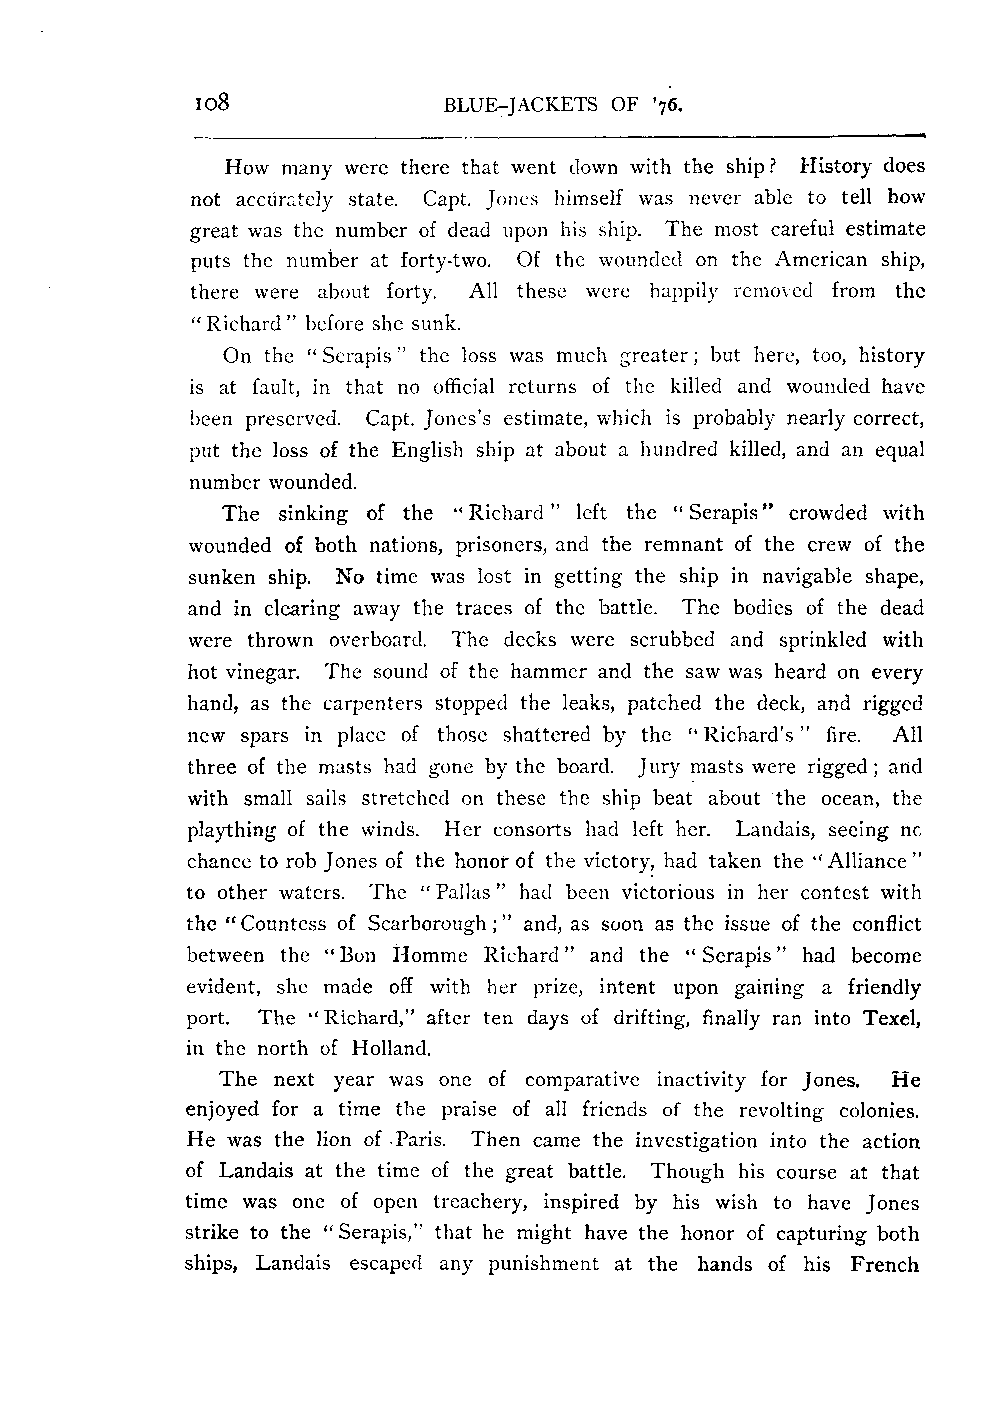 108 BLUE-JACKETS OF '76.
How many were there that went down with the ship? History does
not accurately state. Capt. Jones himself was never able to tell how
great was the number of dead upon his ship. The most careful estimate
puts the number at forty-two. Of the wounded on the American ship,
there were about forty. All these were happily removed from the
"Richard" before she sunk.
On the "Serapis" the loss was much greater; but here, too, history
is at fault, in that no official returns of the killed and wounded have
been preserved. Capt. Jones's estimate, which is probably nearly correct,
put the loss of the English ship at about a hundred killed, and an equal
number wounded.
The sinking of the "Richard" left the "Serapis" crowded with
wounded of both nations, prisoners, and the remnant of the crew of the
sunken ship. No time was lost in getting the ship in navigable shape,
and in clearing away the traces of the battle. The bodies of the dead
were thrown overboard. The decks were scrubbed and sprinkled with
hot vinegar. The sound of the hammer and the saw was heard on every
hand, as the carpenters stopped the leaks, patched the deck, and rigged
new spars in place of those shattered by the "Richard's" fire. All
three of the masts had gone by the board. Jury masts were rigged; and
with small sails stretched on these the ship beat about the ocean, the
plaything of the winds. Her consorts had left her. Landais, seeing no
chance to rob Jones of the honor of the victory, had taken the "Alliance"
to other waters. The "Pallas" had been victorious in her contest with
the "Countess of Scarborough;" and, as soon as the issue of the conflict
between the "Bon Homme Richard" and the "Serapis" had become
evident, she made off with her prize, intent upon gaining a friendly
port. The "Richard," after ten days of drifting, finally ran into Texel,
in the north of Holland.
The next year was one of comparative inactivity for Jones. He
enjoyed for a time the praise of all friends of the revolting colonies.
He was the lion of Paris. Then came the investigation into the action
of Landais at the time of the great battle. Though his course at that
time was one of open treachery, inspired by his wish to have Jones
strike to the "Serapis," that he might have the honor of capturing both
ships, Landais escaped any punishment at the hands of his French